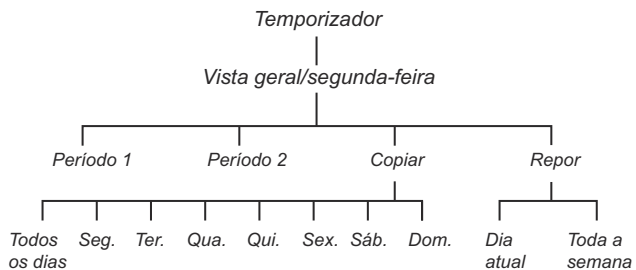 Temporizador
Vista geral/segunda-feira
Período 1 Período 2 Copiar Repor
Todos os dias Seg. Ter. Qua. Qui. Sex. Sáb. Dom. Dia atual Toda a semana